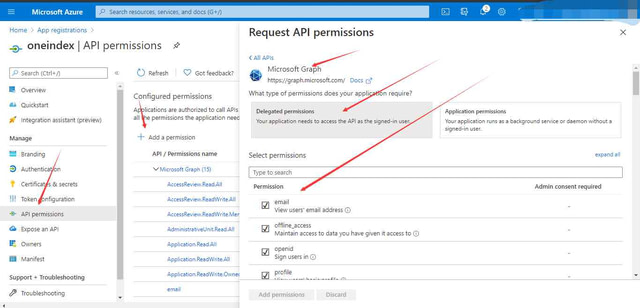 Microsoft Azure
Search resources, services, and docs (G+/)
Home > App registrations >
oneindex | API permissions
Search (Ctrl+/)
Overview
Quickstart
Integration assistant (preview)
Manage
Branding
Authentication
Certificates & secrets
Token configuration
API permissions
Expose an API
Owners
Manifest
Support + Troubleshooting
Troubleshooting
Refresh
Got feedback?
Configured permissions
Applications are authorized to call APIs
all the permissions the application need
Add a permission
API / Permissions name
Microsoft Graph (15)
AccessReview.Read.All
AccessReview.ReadWrite.All
AccessReview.ReadWrite.Mem
AdministrativeUnit.Read.All
Application.Read.All
Application.ReadWrite.All
Application.ReadWrite.Owned
email
Request API permissions
All APIs
Microsoft Graph
https://graph.microsoft.com/ Docs
What type of permissions does your application require?
Delegated permissions
Your application needs to access the API as the signed-in user.
Application permissions
Your application runs as a background service or daemon without a
signed-in user.
Select permissions
expand all
Type to search
Permission
Admin consent required
email
View users' email address
-
offline_access
Maintain access to data you have given it access to
-
openid
Sign users in
-
profile
-
Add permissions
Discard